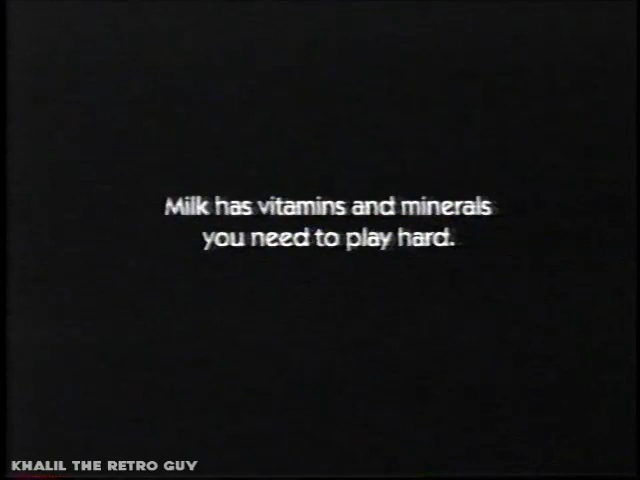 Milk has vitamins and minerals
you need to play hard.
KHALIL THE RETRO GUY